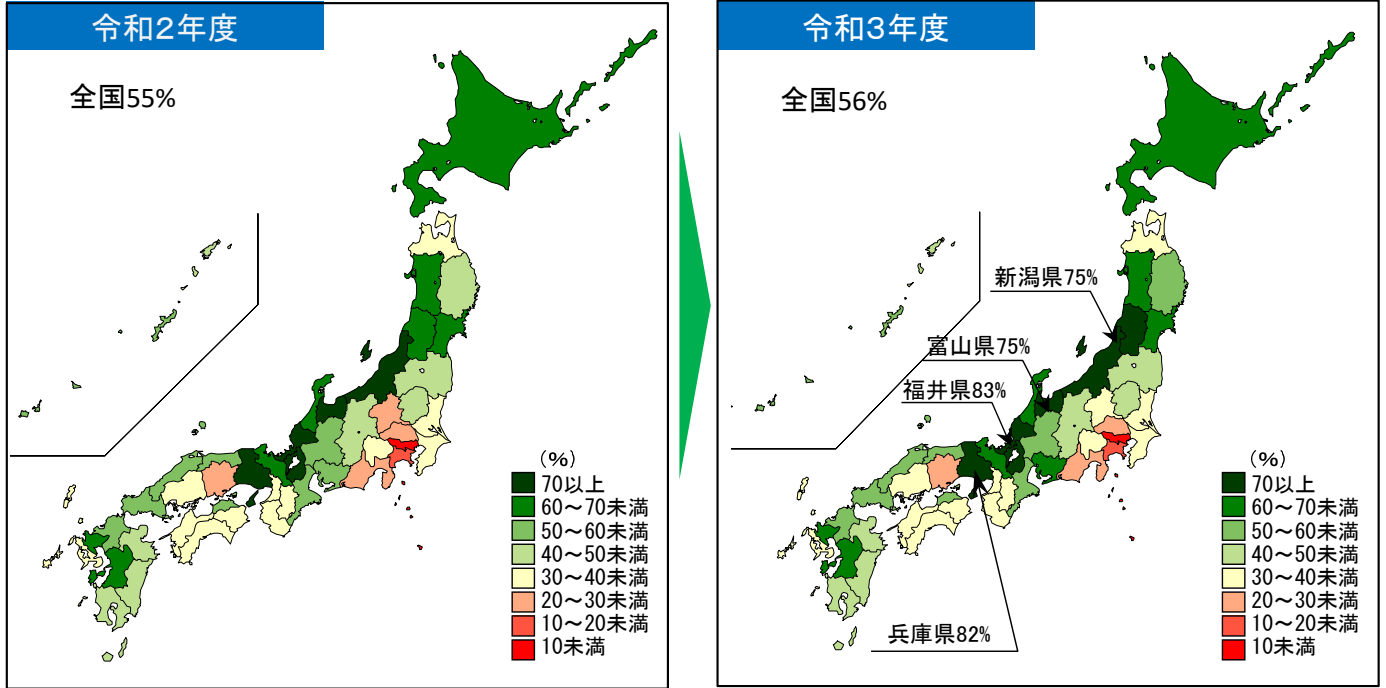 令和2年度
全国55%
(%)
70以上
60～70未満
50～60未満
40～50未満
30～40未満
20～30未満
10～20未満
10未満
令和3年度
全国56%
新潟県75%
富山県75%
福井県83%
兵庫県82%
(%)
70以上
60～70未満
50～60未満
40～50未満
30～40未満
20～30未満
10～20未満
10未満